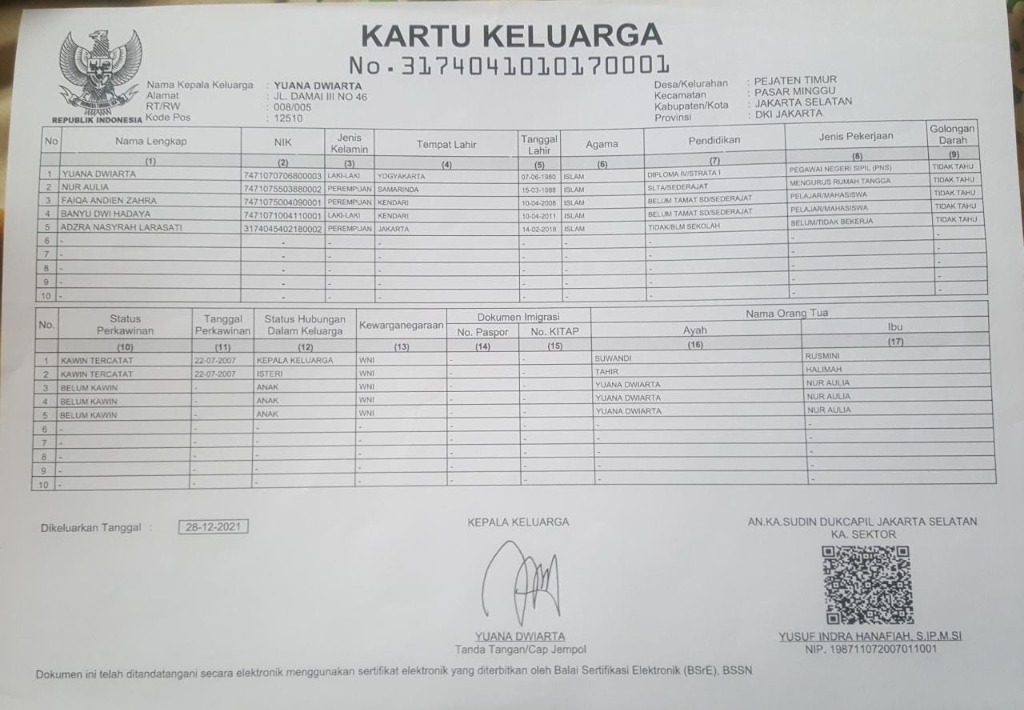 KARTU KELUARGA
No. 3174041010170001
REPUBLIK INDONESIA
Nama Kepala Keluarga : YUANA DWIARTA
Alamat : JL. DAMAI III NO 46
RT/RW : 008/005
Kode Pos : 12510
Desa/Kelurahan : PEJATEN TIMUR
Kecamatan : PASAR MINGGU
Kabupaten/Kota : JAKARTA SELATAN
Provinsi : DKI JAKARTA
No Nama Lengkap NIK Jenis Kelamin Tempat Lahir Tanggal Lahir Agama Pendidikan Jenis Pekerjaan Golongan Darah
(1) (2) (3) (4) (5) (6) (7) (8) (9)
1 YUANA DWIARTA 7471070706800003 LAKI-LAKI YOGYAKARTA 07-06-1980 ISLAM DIPLOMA IV/STRATA I PEGAWAI NEGERI SIPIL (PNS) TIDAK TAHU
2 NUR AULIA 7471075503880002 PEREMPUAN SAMARINDA 15-03-1988 ISLAM SLTA/SEDERAJAT MENGURUS RUMAH TANGGA TIDAK TAHU
3 FAIQA ANDIEN ZAHRA 7471075004090001 PEREMPUAN KENDARI 10-04-2008 ISLAM BELUM TAMAT SD/SEDERAJAT PELAJAR/MAHASISWA TIDAK TAHU
4 BANYU DWI HADAYA 7471071004110001 LAKI-LAKI KENDARI 10-04-2011 ISLAM BELUM TAMAT SD/SEDERAJAT PELAJAR/MAHASISWA TIDAK TAHU
5 ADZRA NASYRAH LARASATI 3174045402180002 PEREMPUAN JAKARTA 14-02-2018 ISLAM TIDAK/BLM SEKOLAH BELUM/TIDAK BEKERJA TIDAK TAHU
6 - - - -
7 - - - -
8 - - - -
9 - - - -
10 - - - -
No. Status Perkawinan Tanggal Perkawinan Status Hubungan Dalam Keluarga Kewarganegaraan Dokumen Imigrasi Nama Orang Tua
No. Paspor No. KITAP Ayah Ibu
(10) (11) (12) (13) (14) (15) (16) (17)
1 KAWIN TERCATAT 22-07-2007 KEPALA KELUARGA WNI - - SUWANDI RUSMINI
2 KAWIN TERCATAT 22-07-2007 ISTERI WNI - - TAHIR HALIMAH
3 BELUM KAWIN - ANAK WNI - - YUANA DWIARTA NUR AULIA
4 BELUM KAWIN - ANAK WNI - - YUANA DWIARTA NUR AULIA
5 BELUM KAWIN - ANAK WNI - - YUANA DWIARTA NUR AULIA
6 - - - - - - - -
7 - - - - - - - -
8 - - - - - - - -
9 - - - - - - - -
10 - - - - - - - -
Dikeluarkan Tanggal : 28-12-2021
KEPALA KELUARGA
YUANA DWIARTA
Tanda Tangan/Cap Jempol
AN.KA.SUDIN DUKCAPIL JAKARTA SELATAN
KA. SEKTOR
YUSUF INDRA HANAFIAH, S.IP,M.SI
NIP. 198711072007011001
Dokumen ini telah ditandatangani secara elektronik menggunakan sertifikat elektronik yang diterbitkan oleh Balai Sertifikasi Elektronik (BSrE), BSSN